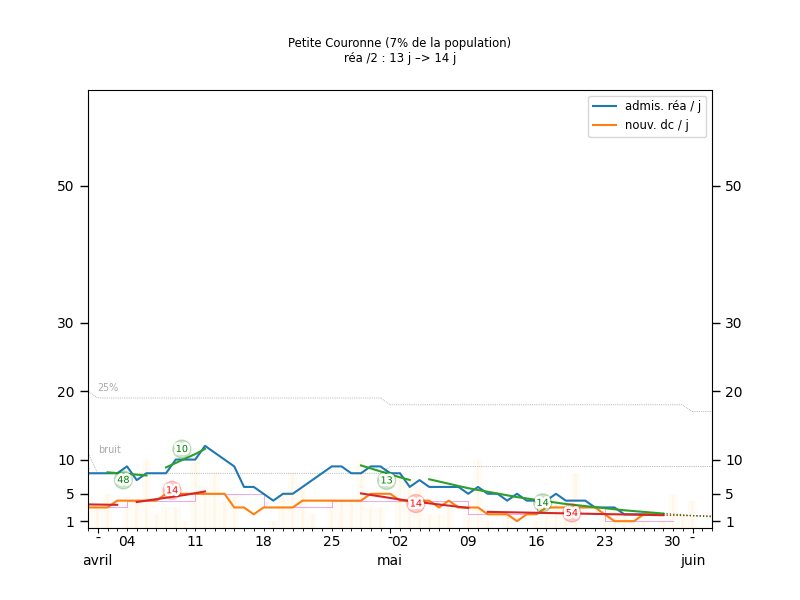 Petite Couronne (7% de la population)
réa /2 : 13 j –> 14 j
admis. réa / j
nouv. dc / j
50 50
30 30
25%
20 20
bruit
10 10
10
48
14
13
14
14
54
5 5
1 1
- 04 11 18 25 - 02 09 16 23 30 -
avril mai juin